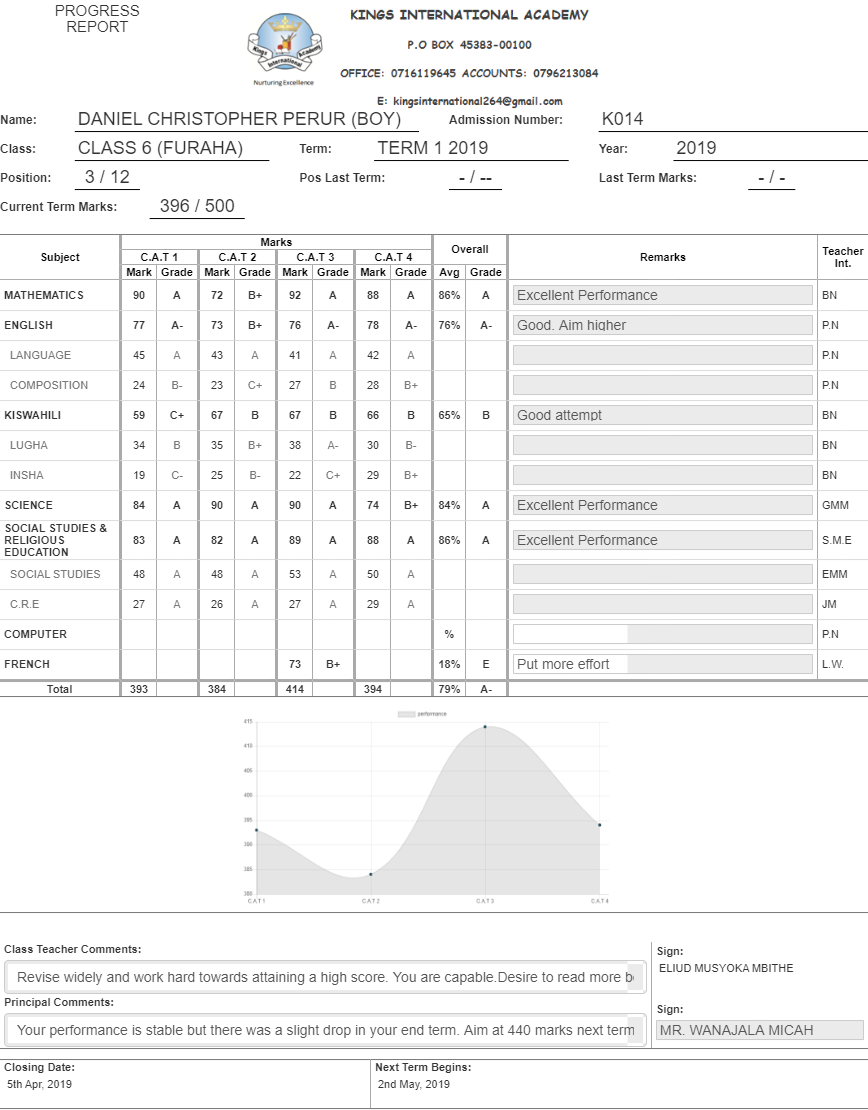 PROGRESS
REPORT
KINGS INTERNATIONAL ACADEMY
P.O BOX 45383-00100
OFFICE: 0716119645 ACCOUNTS: 0796213084
E: kingsinternational264@gmail.com
Kings International Academy
Nurturing Excellence
Name: DANIEL CHRISTOPHER PERUR (BOY) Admission Number: K014
Class: CLASS 6 (FURAHA) Term: TERM 1 2019 Year: 2019
Position: 3 / 12 Pos Last Term: - / -- Last Term Marks: - / -
Current Term Marks: 396 / 500
Subject Marks Overall Remarks Teacher Int.
C.A.T 1 C.A.T 2 C.A.T 3 C.A.T 4
Mark Grade Mark Grade Mark Grade Mark Grade Avg Grade
MATHEMATICS 90 A 72 B+ 92 A 88 A 86% A Excellent Performance BN
ENGLISH 77 A- 73 B+ 76 A- 78 A- 76% A- Good. Aim higher P.N
LANGUAGE 45 A 43 A 41 A 42 A P.N
COMPOSITION 24 B- 23 C+ 27 B 28 B+ P.N
KISWAHILI 59 C+ 67 B 67 B 66 B 65% B Good attempt BN
LUGHA 34 B 35 B+ 38 A- 30 B- BN
INSHA 19 C- 25 B- 22 C+ 29 B+ BN
SCIENCE 84 A 90 A 90 A 74 B+ 84% A Excellent Performance GMM
SOCIAL STUDIES &
RELIGIOUS
EDUCATION 83 A 82 A 89 A 88 A 86% A Excellent Performance S.M.E
SOCIAL STUDIES 48 A 48 A 53 A 50 A EMM
C.R.E 27 A 26 A 27 A 29 A JM
COMPUTER % P.N
FRENCH 73 B+ 18% E Put more effort L.W.
Total 393 384 414 394 79% A-
performance
415
410
405
400
395
390
385
380
CAT1 CAT2 CAT3 CAT4
Class Teacher Comments:
Revise widely and work hard towards attaining a high score. You are capable.Desire to read more b
Sign:
ELIUD MUSYOKA MBITHE
Principal Comments:
Your performance is stable but there was a slight drop in your end term. Aim at 440 marks next term
Sign:
MR. WANAJALA MICAH
Closing Date: Next Term Begins:
5th Apr, 2019 2nd May, 2019